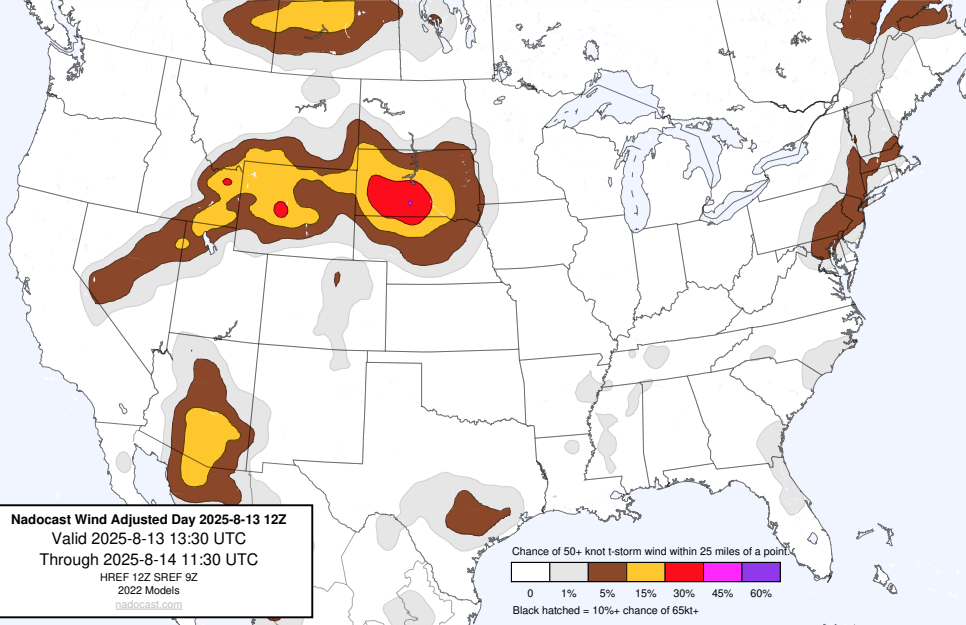 Nadocast Wind Adjusted Day 2025-8-13 12Z
Valid 2025-8-13 13:30 UTC
Through 2025-8-14 11:30 UTC
HREF 12Z SREF 9Z
2022 Models
nadocast.com
Chance of 50+ knot t-storm wind within 25 miles of a point.
0 1% 5% 15% 30% 45% 60%
Black hatched = 10%+ chance of 65kt+